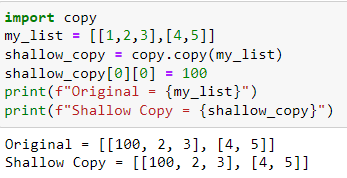 import copy
my_list = [[1,2,3],[4,5]]
shallow_copy = copy.copy(my_list)
shallow_copy[0][0] = 100
print(f"Original = {my_list}")
print(f"Shallow Copy = {shallow_copy}")
Original = [[100, 2, 3], [4, 5]]
Shallow Copy = [[100, 2, 3], [4, 5]]